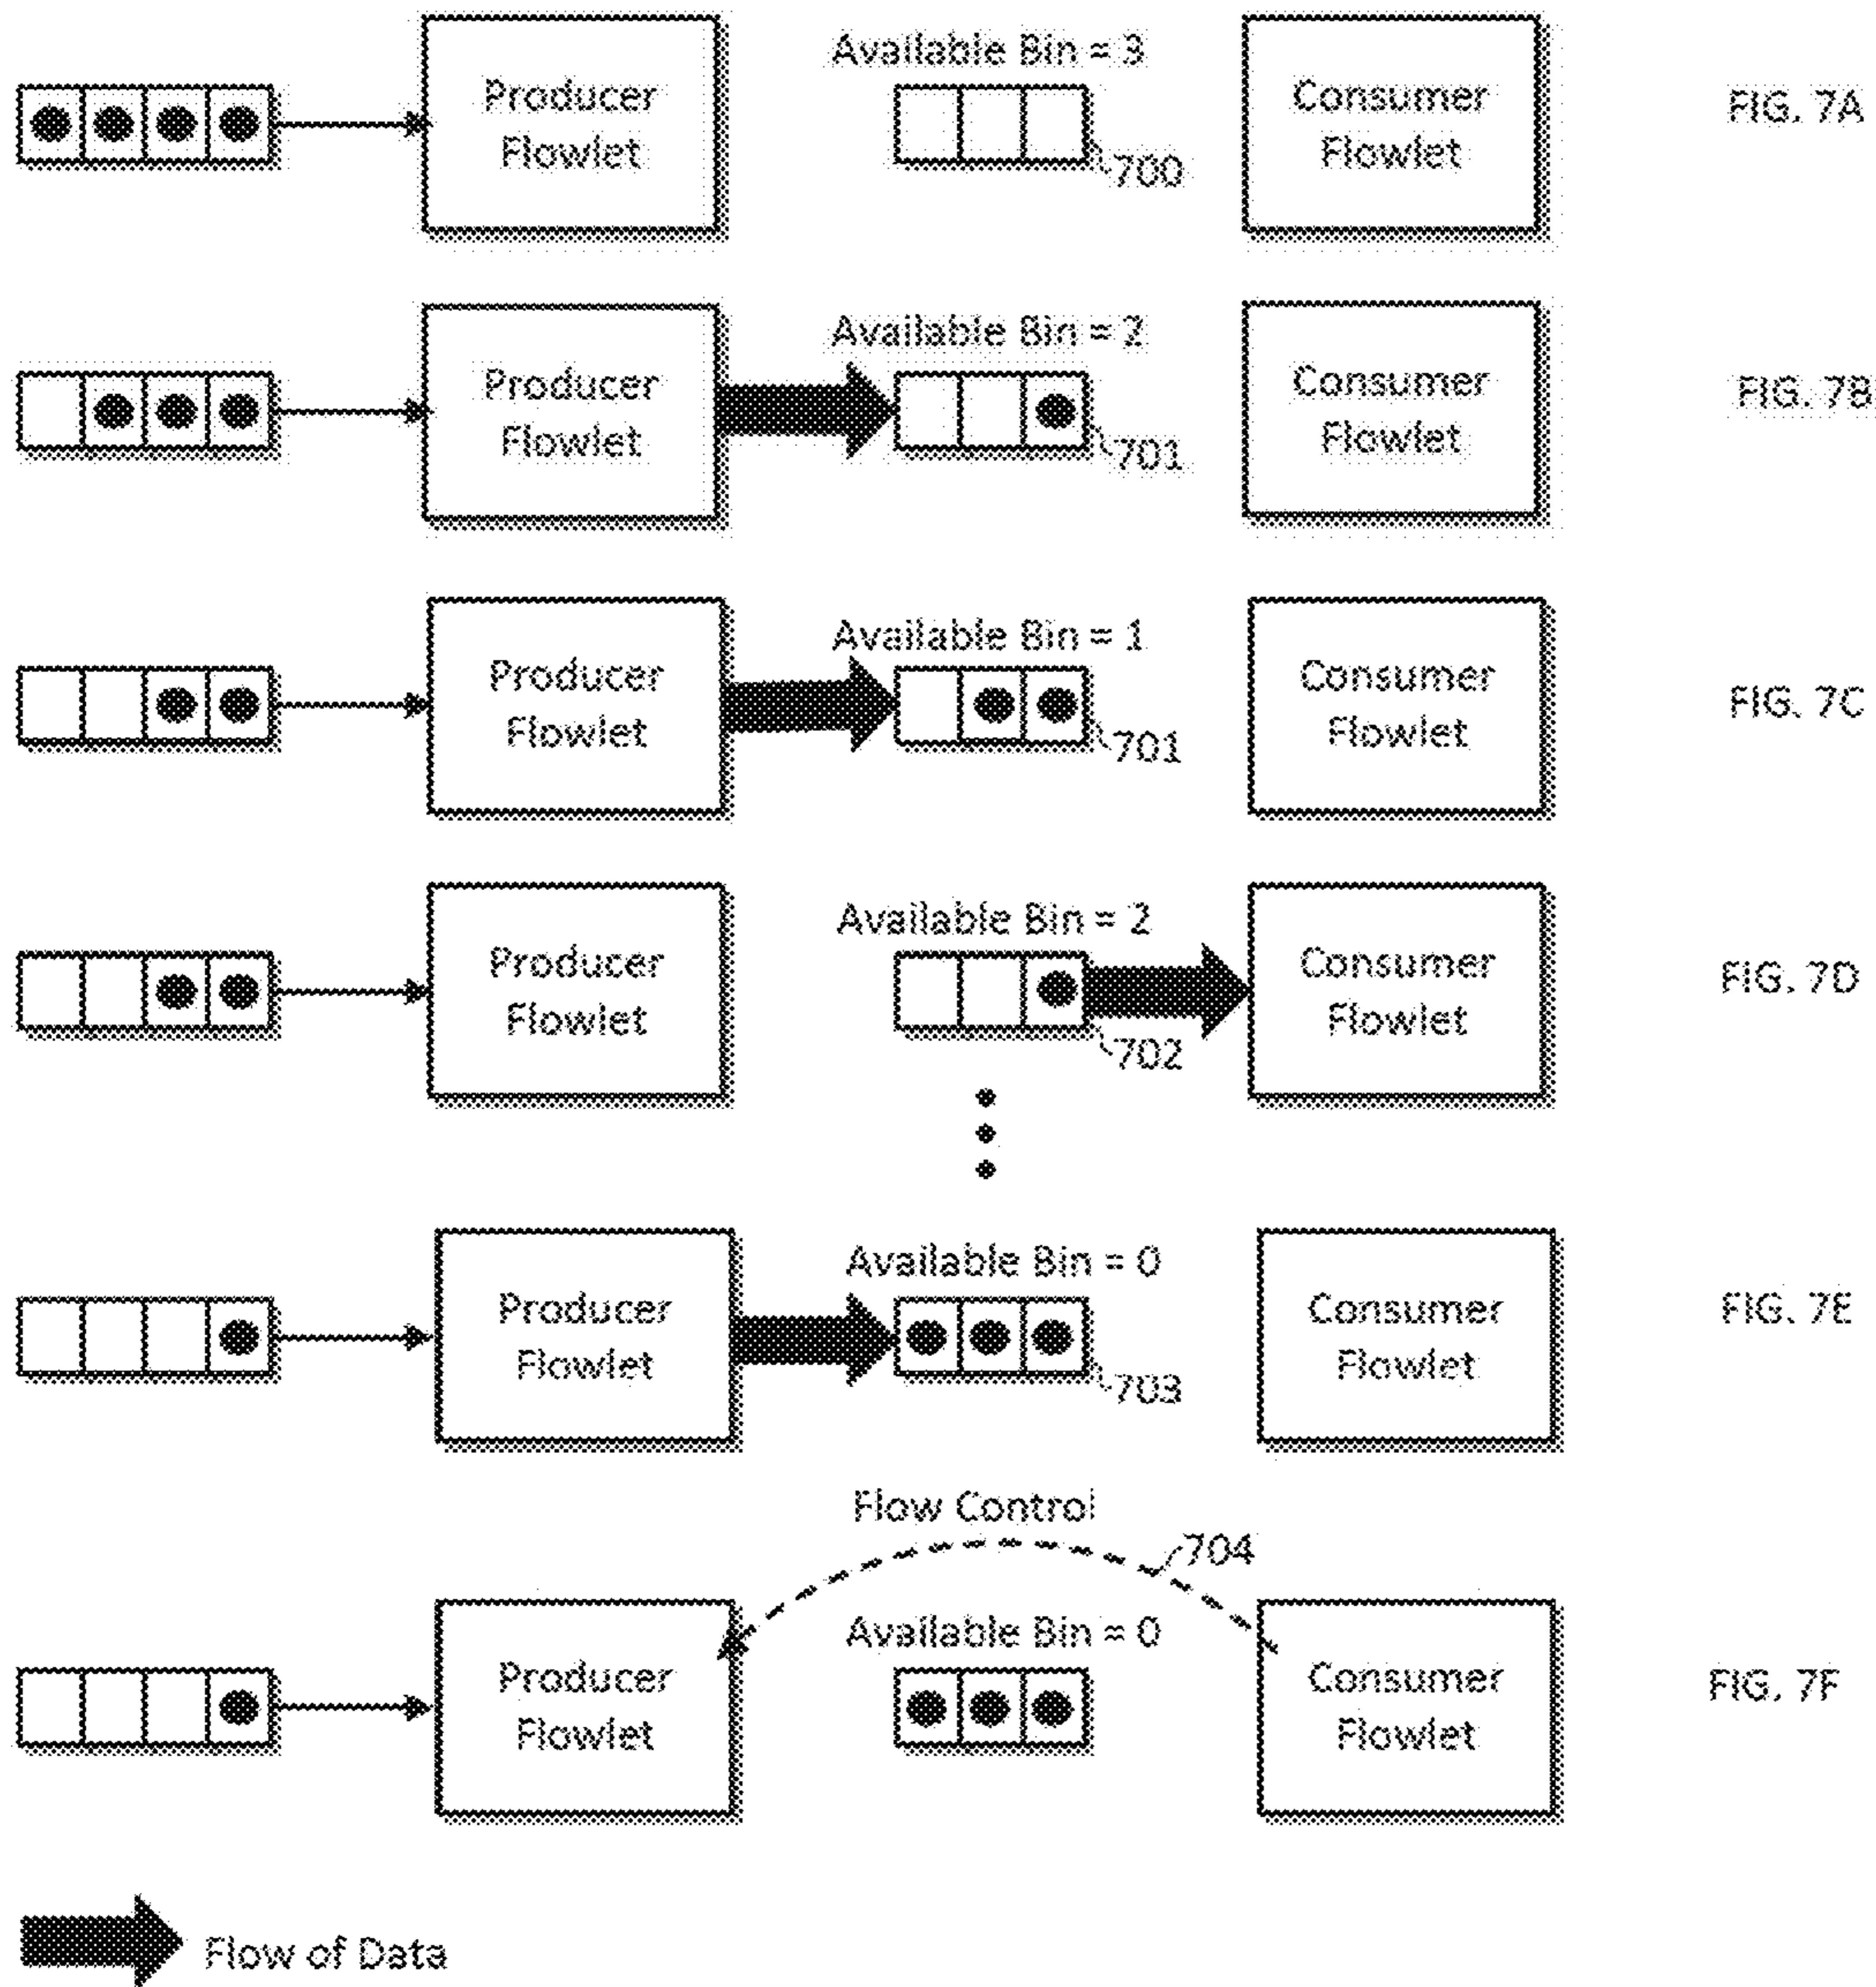 Available Bin = 3
Producer
Flowlet
Consumer
Flowlet
700
FIG. 7A
Available Bin = 2
Producer
Flowlet
Consumer
Flowlet
701
FIG. 7B
Available Bin = 1
Producer
Flowlet
Consumer
Flowlet
701
FIG. 7C
Available Bin = 2
Producer
Flowlet
Consumer
Flowlet
702
FIG. 7D
Available Bin = 0
Producer
Flowlet
Consumer
Flowlet
703
FIG. 7E
Flow Control
704
Available Bin = 0
Producer
Flowlet
Consumer
Flowlet
FIG. 7F
Flow of Data